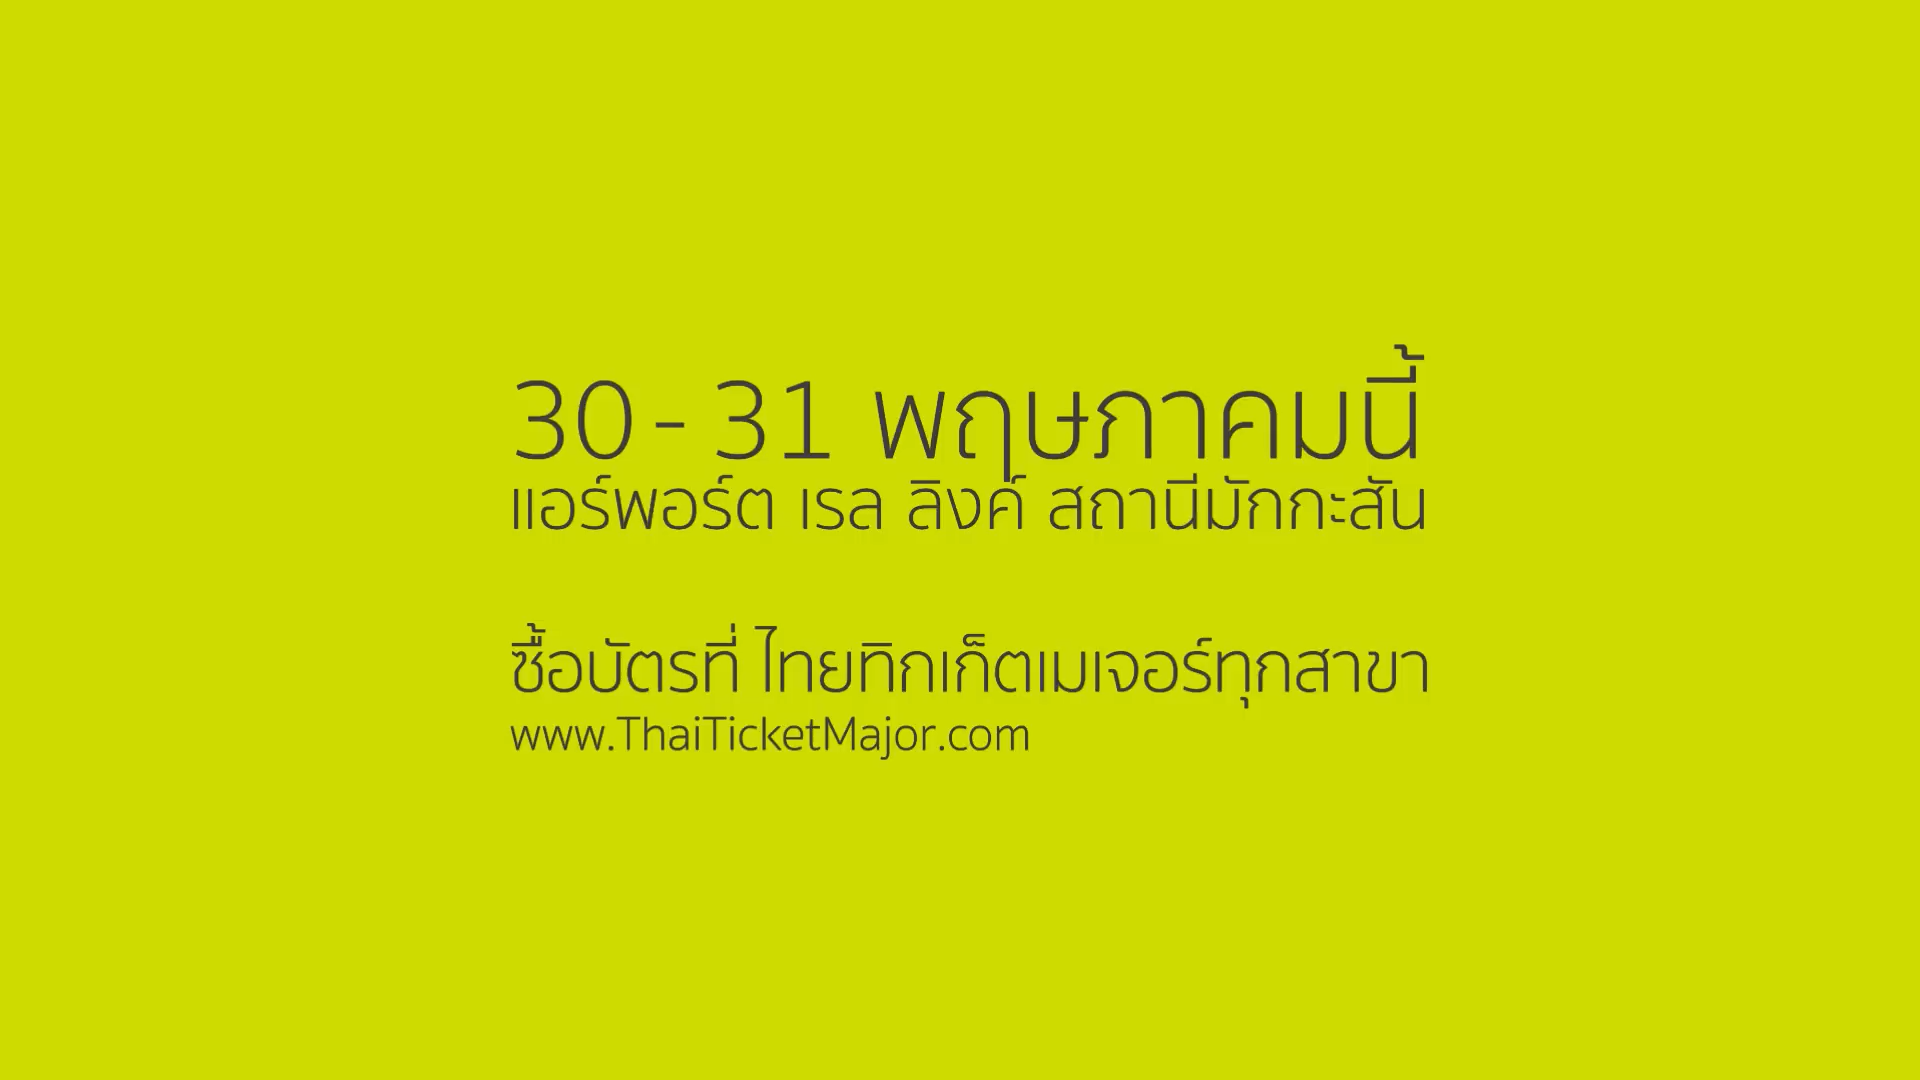 30 - 31 พฤษภาคมนี้
แอร์พอร์ต เรล ลิงค์ สถานีมักกะสัน
ซื้อบัตรที่ ไทยทิกเก็ตเมเจอร์ทุกสาขา
www.ThaiTicketMajor.com